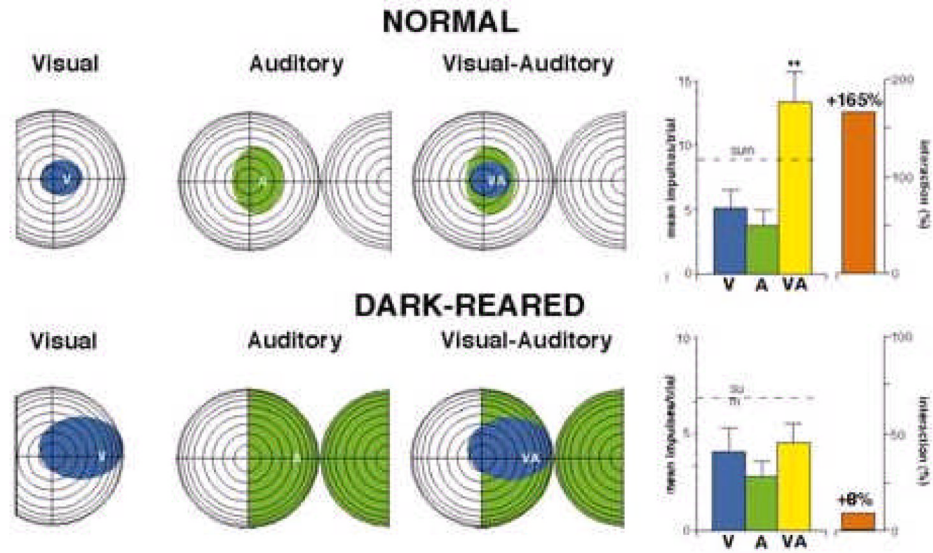 NORMAL
Visual
Auditory
Visual-Auditory
V
A
VA
mean impulses/trial
15
10
5
0
sum
**
V A VA
+165%
200
100
0
interaction (%)
DARK-REARED
Visual
Auditory
Visual-Auditory
V
A
VA
mean impulses/trial
10
5
0
su
m
V A VA
+8%
100
50
0
interaction (%)